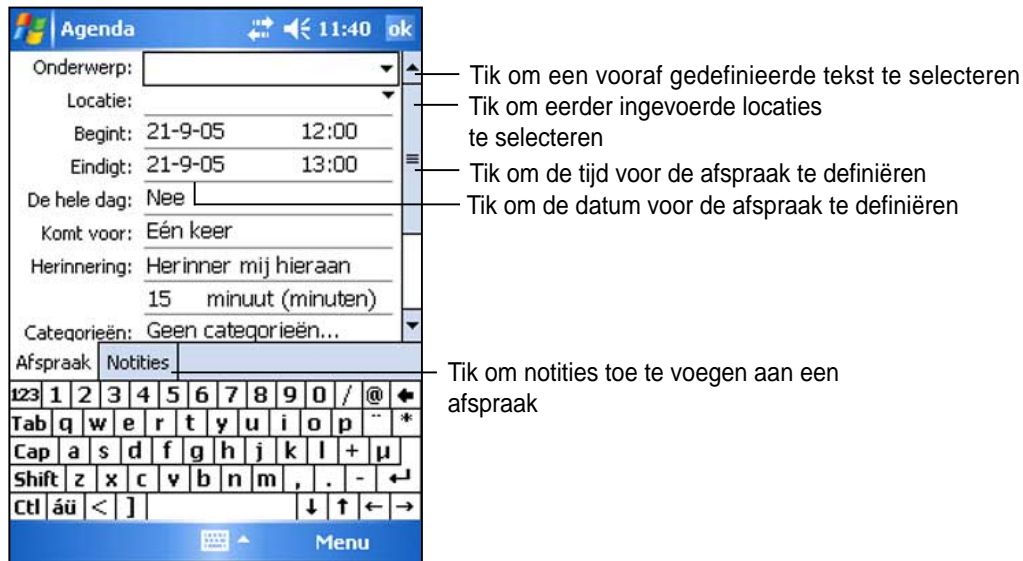 Agenda 11:40 ok
Onderwerp:
Locatie:
Begint: 21-9-05 12:00
Eindigt: 21-9-05 13:00
De hele dag: Nee
Komt voor: Eén keer
Herinnering: Herinner mij hieraan
15 minuut (minuten)
Categorieën: Geen categorieën...
Afspraak Notities
123 1 2 3 4 5 6 7 8 9 0 / @
Tab q w e r t y u i o p ¨ *
Cap a s d f g h j k l + µ
Shift z x c v b n m , . -
Ctl áü < ] ↓ ↑ ← →
Menu
Tik om een vooraf gedefinieerde tekst te selecteren
Tik om eerder ingevoerde locaties
te selecteren
Tik om de tijd voor de afspraak te definiëren
Tik om de datum voor de afspraak te definiëren
Tik om notities toe te voegen aan een
afspraak